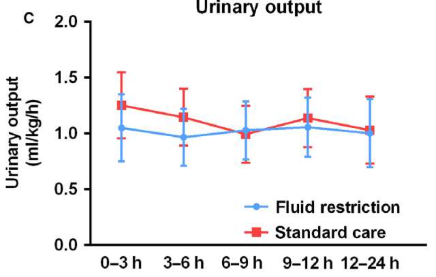 C
Urinary output
Urinary output
(ml/kg/h)
2.0
1.5
1.0
0.5
0.0
Fluid restriction
Standard care
0–3 h 3–6 h 6–9 h 9–12 h 12–24 h